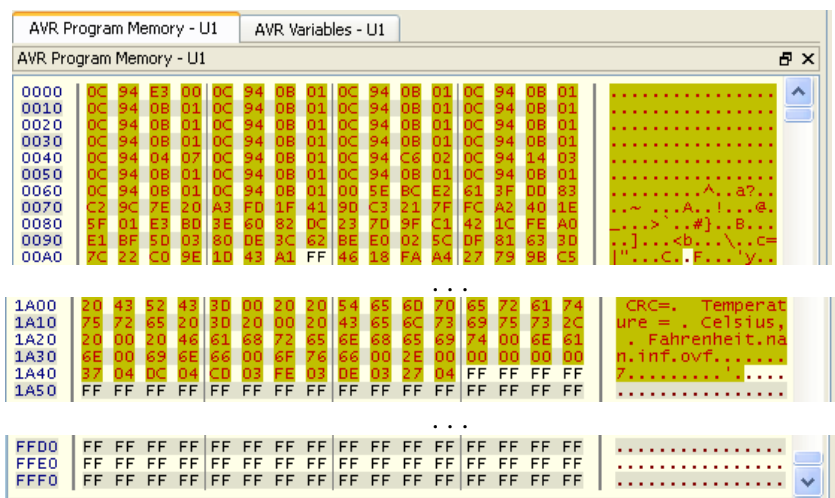 AVR Program Memory - U1 AVR Variables - U1
AVR Program Memory - U1
0000 0C 94 E3 00 0C 94 0B 01 0C 94 0B 01 0C 94 0B 01 ................
0010 0C 94 0B 01 0C 94 0B 01 0C 94 0B 01 0C 94 0B 01 ................
0020 0C 94 0B 01 0C 94 0B 01 0C 94 0B 01 0C 94 0B 01 ................
0030 0C 94 0B 01 0C 94 0B 01 0C 94 0B 01 0C 94 0B 01 ................
0040 0C 94 04 07 0C 94 0B 01 0C 94 C6 02 0C 94 14 03 ................
0050 0C 94 0B 01 0C 94 0B 01 0C 94 0B 01 0C 94 0B 01 ................
0060 0C 94 0B 01 0C 94 0B 01 00 5E BC E2 61 3F DD 83 .........^..a?..
0070 C2 9C 7E 20 A3 FD 1F 41 9D C3 21 7F FC A2 40 1E ..~ ...A..!...@.
0080 5F 01 E3 BD 3E 60 82 DC 23 7D 9F C1 42 1C FE A0 _...>`..#}..B...
0090 E1 BF 5D 03 80 DE 3C 62 BE E0 02 5C DF 81 63 3D ..]...<b...\..c=
00A0 7C 22 C0 9E 1D 43 A1 FF 46 18 FA A4 27 79 9B C5 |"...C..F...'y..
. . .
1A00 20 43 52 43 3D 00 20 20 54 65 6D 70 65 72 61 74 CRC=.  Temperat
1A10 75 72 65 20 3D 20 00 20 43 65 6C 73 69 75 73 2C ure = . Celsius,
1A20 20 00 20 46 61 68 72 65 6E 68 65 69 74 00 6E 61 . Fahrenheit.na
1A30 6E 00 69 6E 66 00 6F 76 66 00 2E 00 00 00 00 00 n.inf.ovf.......
1A40 37 04 DC 04 CD 03 FE 03 DE 03 27 04 FF FF FF FF 7.........'.....
1A50 FF FF FF FF FF FF FF FF FF FF FF FF FF FF FF FF ................
. . .
FFD0 FF FF FF FF FF FF FF FF FF FF FF FF FF FF FF FF ................
FFE0 FF FF FF FF FF FF FF FF FF FF FF FF FF FF FF FF ................
FFF0 FF FF FF FF FF FF FF FF FF FF FF FF FF FF FF FF ................